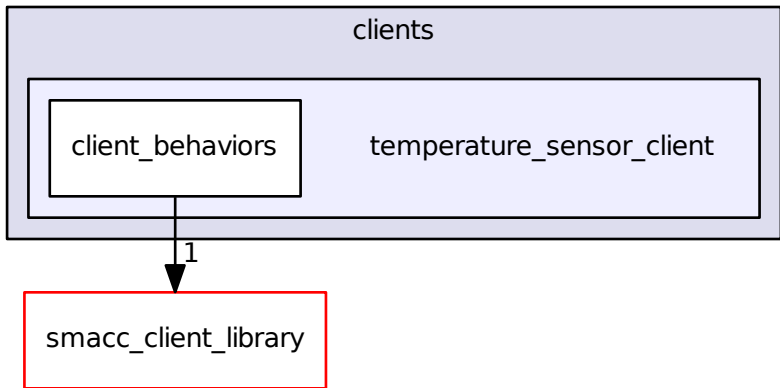 clients
client_behaviors
temperature_sensor_client
1
smacc_client_library